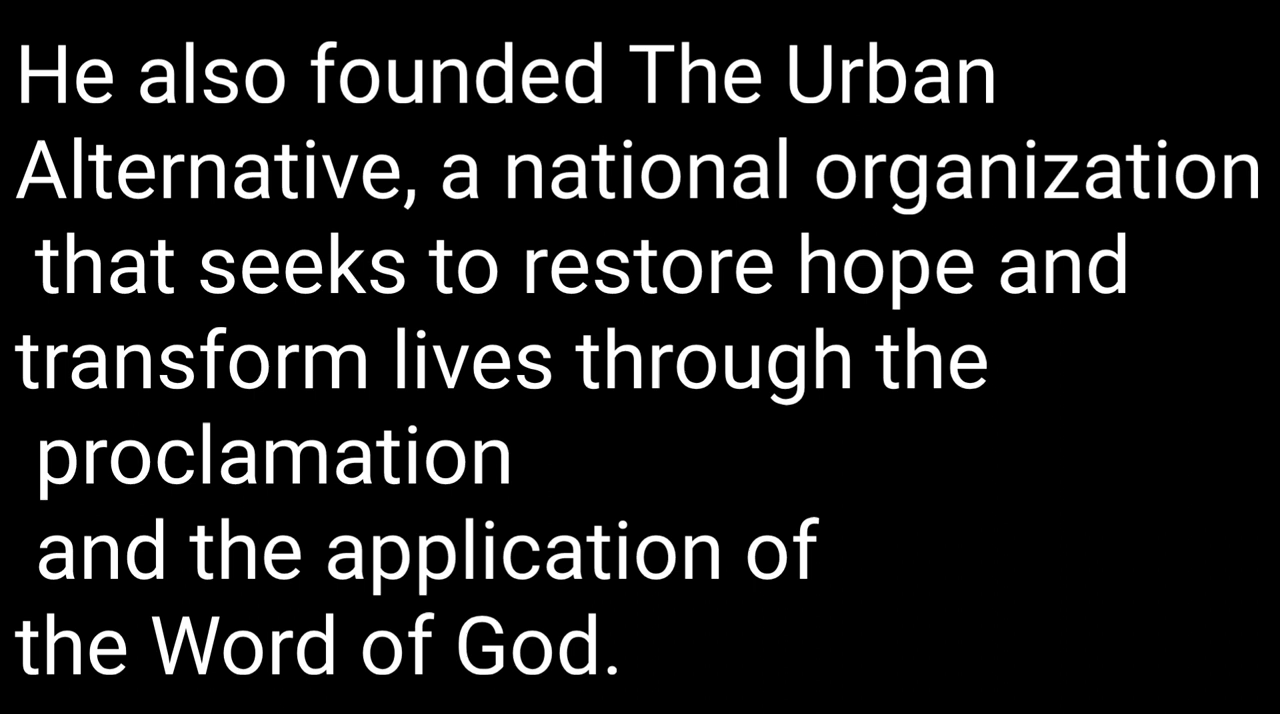 He also founded The Urban
Alternative, a national organization
that seeks to restore hope and
transform lives through the
proclamation
and the application of
the Word of God.